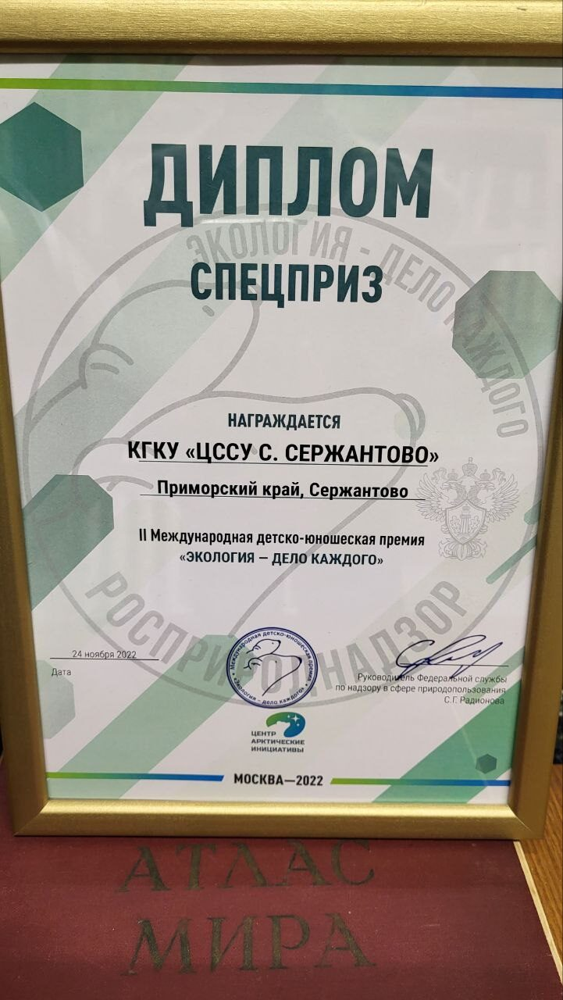 ДИПЛОМ
ЭКОЛОГИЯ - ДЕЛО КАЖДОГО
СПЕЦПРИЗ
НАГРАЖДАЕТСЯ
КГКУ «ЦССУ С. СЕРЖАНТОВО»
Приморский край, Сержантово
II Международная детско-юношеская премия
«ЭКОЛОГИЯ — ДЕЛО КАЖДОГО»
РОСПРИРОДНАДЗОР
24 ноября 2022
Дата
Международная детско-юношеская премия
«Экология – дело каждого»
Руководитель Федеральной службы
по надзору в сфере природопользования
С.Г. Радионова
ЦЕНТР
АРКТИЧЕСКИЕ
ИНИЦИАТИВЫ
МОСКВА—2022
АТЛАС
МИРА